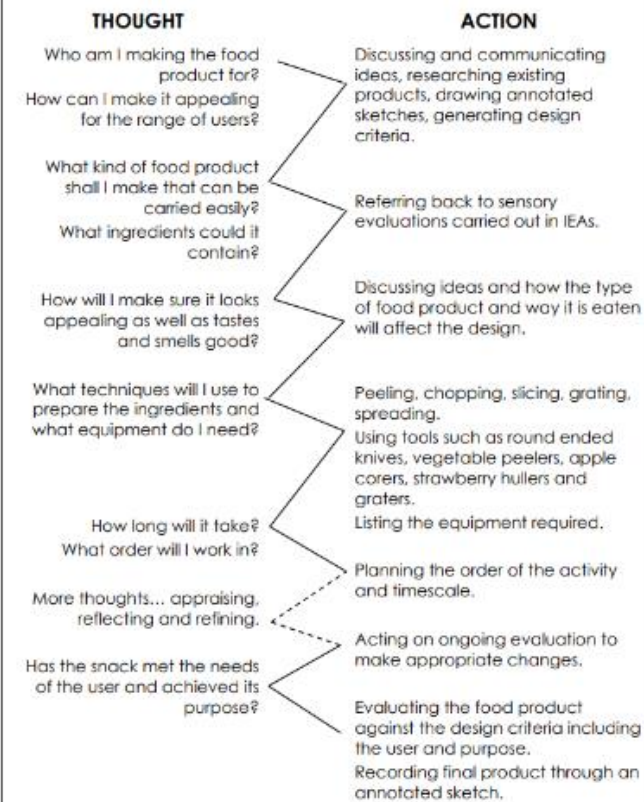 THOUGHT
ACTION
Who am I making the food
product for?
How can I make it appealing
for the range of users?
Discussing and communicating
ideas, researching existing
products, drawing annotated
sketches, generating design
criteria.
What kind of food product
shall I make that can be
carried easily?
What ingredients could it
contain?
Referring back to sensory
evaluations carried out in IEAs.
How will I make sure it looks
appealing as well as tastes
and smells good?
Discussing ideas and how the type
of food product and way it is eaten
will affect the design.
What techniques will I use to
prepare the ingredients and
what equipment do I need?
Peeling, chopping, slicing, grating,
spreading.
Using tools such as round ended
knives, vegetable peelers, apple
corers, strawberry hullers and
graters.
Listing the equipment required.
How long will it take?
What order will I work in?
Planning the order of the activity
and timescale.
More thoughts... appraising,
reflecting and refining.
Acting on ongoing evaluation to
make appropriate changes.
Has the snack met the needs
of the user and achieved its
purpose?
Evaluating the food product
against the design criteria including
the user and purpose.
Recording final product through an
annotated sketch.